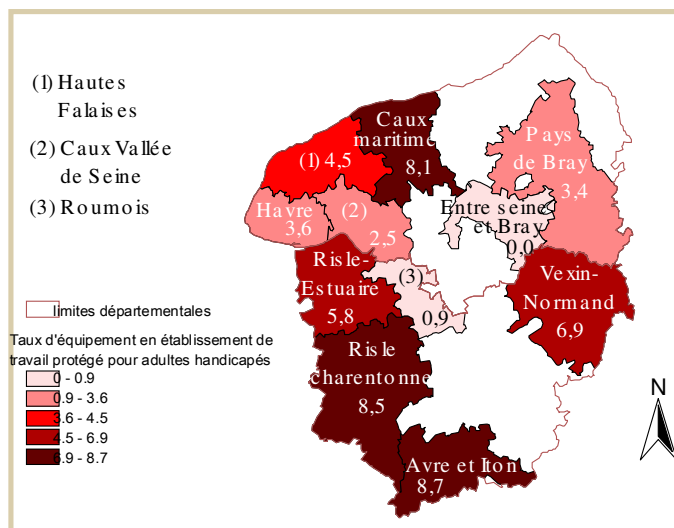 (1) Hautes
Falaises
(2) Caux Vallée
de Seine
(3) Roumois
Caux
maritime
8,1
Pays
de Bray
3,4
(1) 4,5
Havre
3,6
(2)
2,5
Entre seine
et Bray
0,0
Risle-
Estuaire
5,8
(3)
0,9
Vexin-
Normand
6,9
Risle
charentonne
8,5
Avre et Iton
8,7
limites départementales
Taux d'équipement en établissement de
travail protégé pour adultes handicapés
0 - 0.9
0.9 - 3.6
3.6 - 4.5
4.5 - 6.9
6.9 - 8.7
N